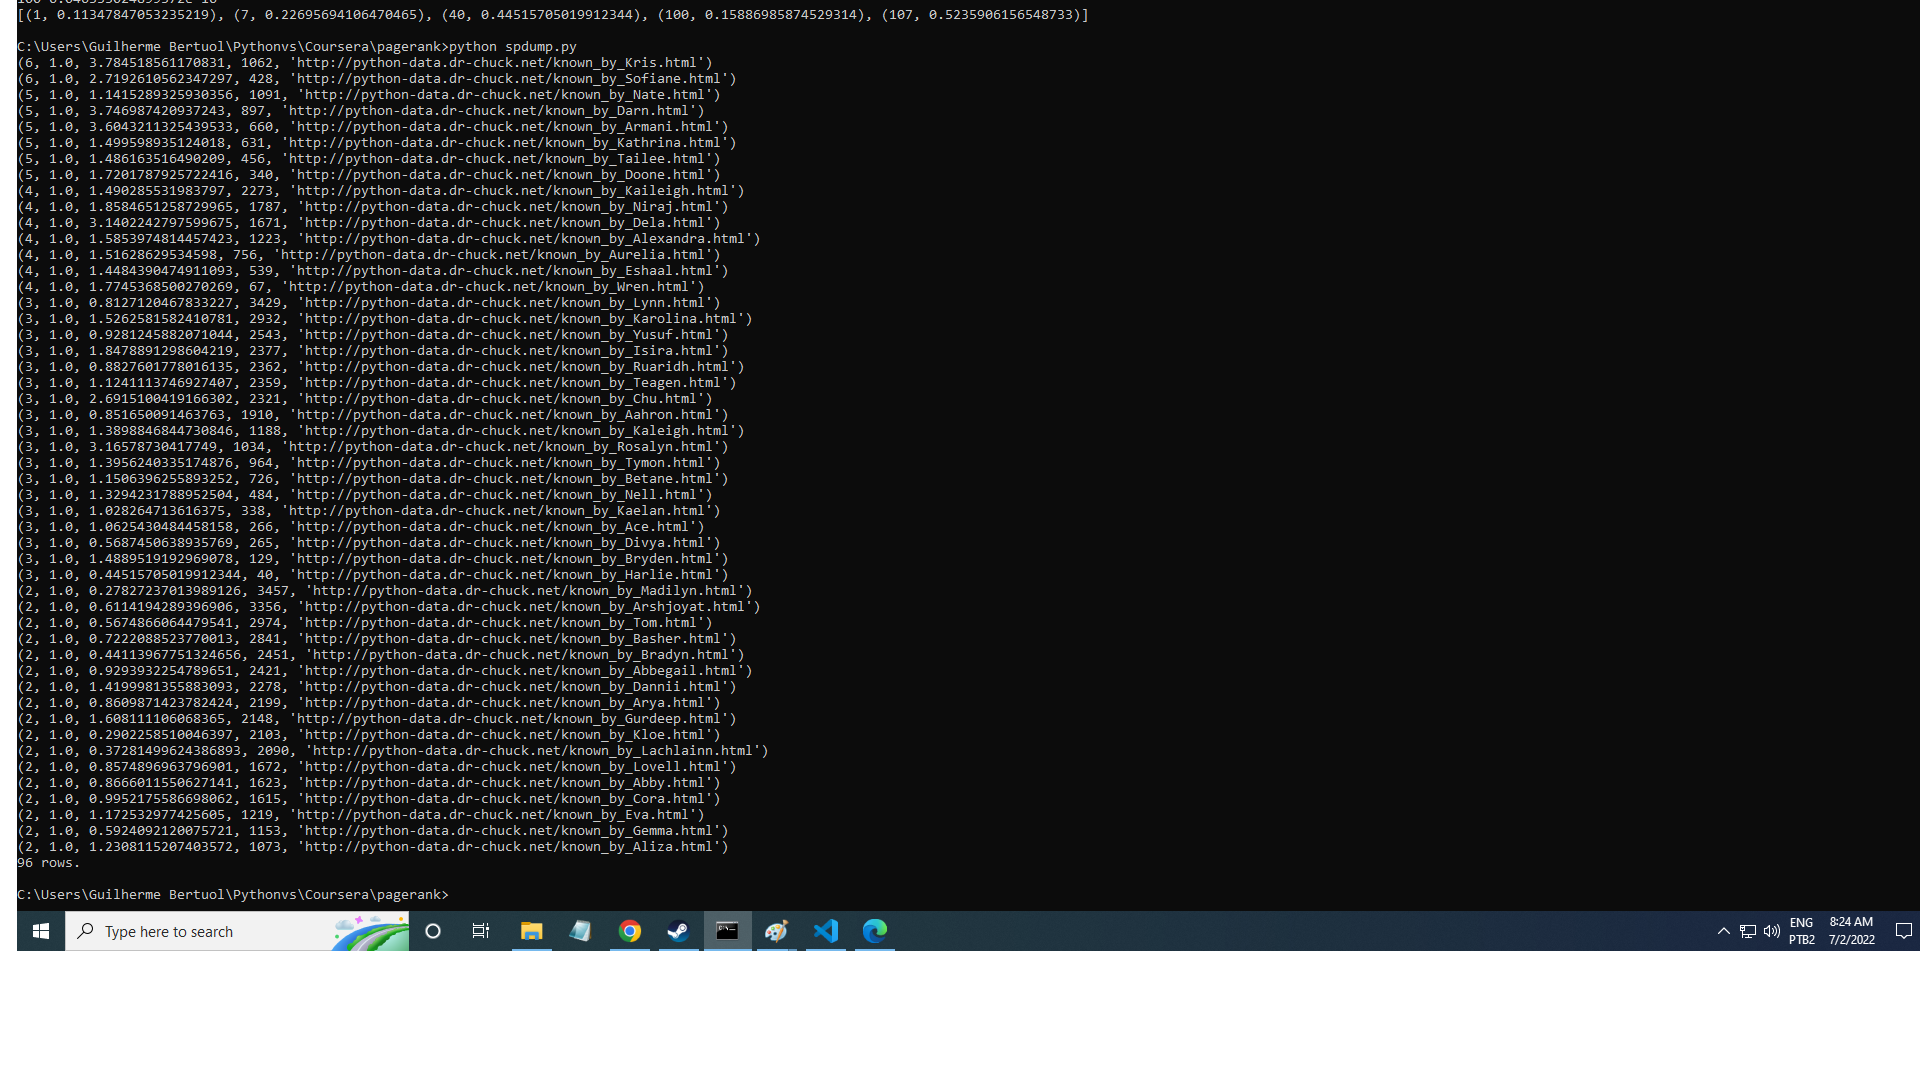 [(1, 0.11347847053235219), (7, 0.22695694106470465), (40, 0.44515705019912344), (100, 0.15886985874529314), (107, 0.5235906156548733)]
C:\Users\Guilherme Bertuol\Pythonvs\Coursera\pagerank>python spdump.py
(6, 1.0, 3.784518561170831, 1062, 'http://python-data.dr-chuck.net/known_by_Kris.html')
(6, 1.0, 2.7192610562347297, 428, 'http://python-data.dr-chuck.net/known_by_Sofiane.html')
(5, 1.0, 1.1415289325930356, 1091, 'http://python-data.dr-chuck.net/known_by_Nate.html')
(5, 1.0, 3.746987420937243, 897, 'http://python-data.dr-chuck.net/known_by_Darn.html')
(5, 1.0, 3.6043211325439533, 660, 'http://python-data.dr-chuck.net/known_by_Armani.html')
(5, 1.0, 1.499598935124018, 631, 'http://python-data.dr-chuck.net/known_by_Kathrina.html')
(5, 1.0, 1.486163516490209, 456, 'http://python-data.dr-chuck.net/known_by_Tailee.html')
(5, 1.0, 1.7201787925722416, 340, 'http://python-data.dr-chuck.net/known_by_Doone.html')
(4, 1.0, 1.490285531983797, 2273, 'http://python-data.dr-chuck.net/known_by_Kaileigh.html')
(4, 1.0, 1.8584651258729965, 1787, 'http://python-data.dr-chuck.net/known_by_Niraj.html')
(4, 1.0, 3.1402242797599675, 1671, 'http://python-data.dr-chuck.net/known_by_Dela.html')
(4, 1.0, 1.5853974814457423, 1223, 'http://python-data.dr-chuck.net/known_by_Alexandra.html')
(4, 1.0, 1.51628629534598, 756, 'http://python-data.dr-chuck.net/known_by_Aurelia.html')
(4, 1.0, 1.4484390474911093, 539, 'http://python-data.dr-chuck.net/known_by_Eshaal.html')
(4, 1.0, 1.7745368500270269, 67, 'http://python-data.dr-chuck.net/known_by_Wren.html')
(3, 1.0, 0.8127120467833227, 3429, 'http://python-data.dr-chuck.net/known_by_Lynn.html')
(3, 1.0, 1.5262581582410781, 2932, 'http://python-data.dr-chuck.net/known_by_Karolina.html')
(3, 1.0, 0.9281245882071044, 2543, 'http://python-data.dr-chuck.net/known_by_Yusuf.html')
(3, 1.0, 1.8478891298604219, 2377, 'http://python-data.dr-chuck.net/known_by_Isira.html')
(3, 1.0, 0.8827601778016135, 2362, 'http://python-data.dr-chuck.net/known_by_Ruaridh.html')
(3, 1.0, 1.1241113746927407, 2359, 'http://python-data.dr-chuck.net/known_by_Teagen.html')
(3, 1.0, 2.6915100419166302, 2321, 'http://python-data.dr-chuck.net/known_by_Chu.html')
(3, 1.0, 0.851650091463763, 1910, 'http://python-data.dr-chuck.net/known_by_Aahron.html')
(3, 1.0, 1.3898846844730846, 1188, 'http://python-data.dr-chuck.net/known_by_Kaleigh.html')
(3, 1.0, 3.16578730417749, 1034, 'http://python-data.dr-chuck.net/known_by_Rosalyn.html')
(3, 1.0, 1.3956240335174876, 964, 'http://python-data.dr-chuck.net/known_by_Tymon.html')
(3, 1.0, 1.1506396255893252, 726, 'http://python-data.dr-chuck.net/known_by_Betane.html')
(3, 1.0, 1.3294231788952504, 484, 'http://python-data.dr-chuck.net/known_by_Nell.html')
(3, 1.0, 1.028264713616375, 338, 'http://python-data.dr-chuck.net/known_by_Kaelan.html')
(3, 1.0, 1.0625430484458158, 266, 'http://python-data.dr-chuck.net/known_by_Ace.html')
(3, 1.0, 0.5687450638935769, 265, 'http://python-data.dr-chuck.net/known_by_Divya.html')
(3, 1.0, 1.4889519192969078, 129, 'http://python-data.dr-chuck.net/known_by_Bryden.html')
(3, 1.0, 0.44515705019912344, 40, 'http://python-data.dr-chuck.net/known_by_Harlie.html')
(2, 1.0, 0.27827237013989126, 3457, 'http://python-data.dr-chuck.net/known_by_Madilyn.html')
(2, 1.0, 0.6114194289396906, 3356, 'http://python-data.dr-chuck.net/known_by_Arshjoyat.html')
(2, 1.0, 0.5674866064479541, 2974, 'http://python-data.dr-chuck.net/known_by_Tom.html')
(2, 1.0, 0.7222088523770013, 2841, 'http://python-data.dr-chuck.net/known_by_Basher.html')
(2, 1.0, 0.44113967751324656, 2451, 'http://python-data.dr-chuck.net/known_by_Bradyn.html')
(2, 1.0, 0.9293932254789651, 2421, 'http://python-data.dr-chuck.net/known_by_Abbegail.html')
(2, 1.0, 1.4199981355883093, 2278, 'http://python-data.dr-chuck.net/known_by_Dannii.html')
(2, 1.0, 0.8609871423782424, 2199, 'http://python-data.dr-chuck.net/known_by_Arya.html')
(2, 1.0, 1.608111106068365, 2148, 'http://python-data.dr-chuck.net/known_by_Gurdeep.html')
(2, 1.0, 0.2902258510046397, 2103, 'http://python-data.dr-chuck.net/known_by_Kloe.html')
(2, 1.0, 0.37281499624386893, 2090, 'http://python-data.dr-chuck.net/known_by_Lachlainn.html')
(2, 1.0, 0.8574896963796901, 1672, 'http://python-data.dr-chuck.net/known_by_Lovell.html')
(2, 1.0, 0.8666011550627141, 1623, 'http://python-data.dr-chuck.net/known_by_Abby.html')
(2, 1.0, 0.9952175586698062, 1615, 'http://python-data.dr-chuck.net/known_by_Cora.html')
(2, 1.0, 1.172532977425605, 1219, 'http://python-data.dr-chuck.net/known_by_Eva.html')
(2, 1.0, 0.5924092120075721, 1153, 'http://python-data.dr-chuck.net/known_by_Gemma.html')
(2, 1.0, 1.2308115207403572, 1073, 'http://python-data.dr-chuck.net/known_by_Aliza.html')
96 rows.
C:\Users\Guilherme Bertuol\Pythonvs\Coursera\pagerank>
Type here to search
ENG
PTB2
8:24 AM
7/2/2022